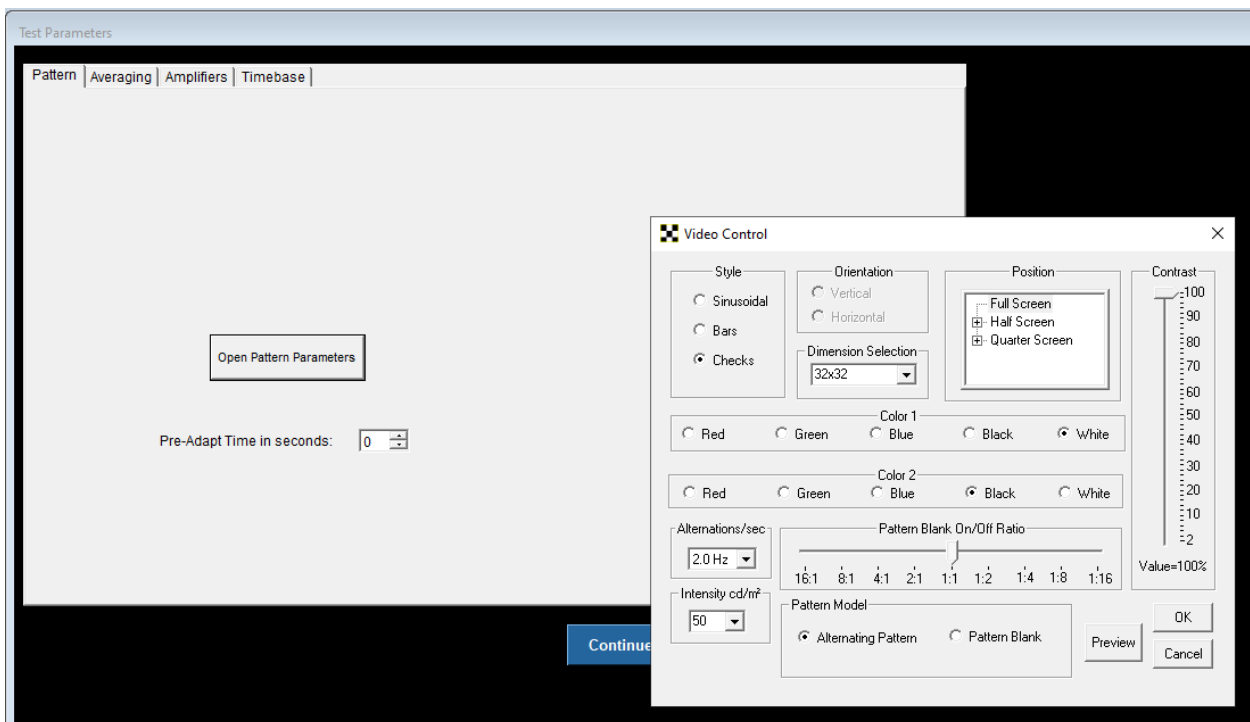 Test Parameters
Pattern Averaging Amplifiers Timebase
Open Pattern Parameters
Pre-Adapt Time in seconds: 0
Continue
Video Control
Style
Sinusoidal
Bars
Checks
Orientation
Vertical
Horizontal
Dimension Selection
32x32
Position
Full Screen
Half Screen
Quarter Screen
Contrast
100
90
80
70
60
50
40
30
20
10
2
Value=100%
Color 1
Red Green Blue Black White
Color 2
Red Green Blue Black White
Alternations/sec
2.0 Hz
Pattern Blank On/Off Ratio
16:1 8:1 4:1 2:1 1:1 1:2 1:4 1:8 1:16
Intensity cd/m²
50
Pattern Model
Alternating Pattern Pattern Blank
Preview
OK
Cancel